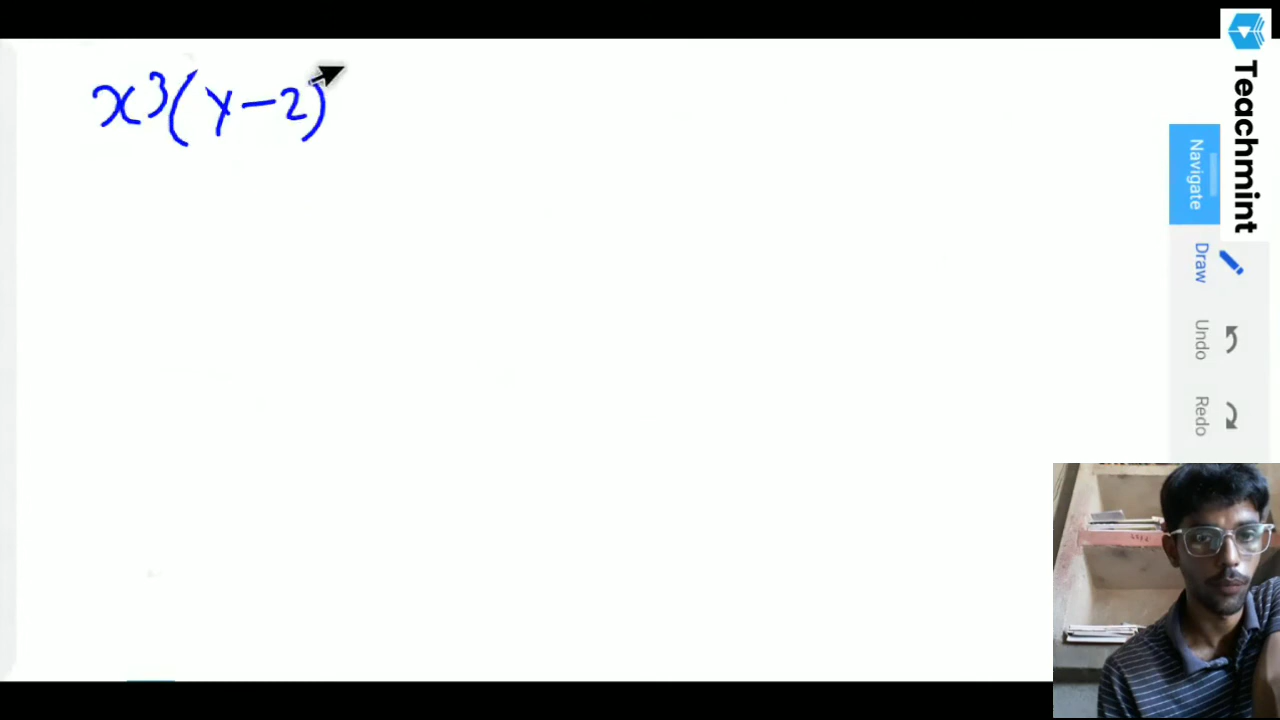 x³(y-2)
Teachmint
Navigate
Draw
Undo
Redo